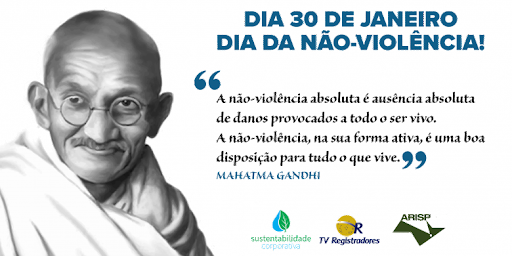 DIA 30 DE JANEIRO
DIA DA NÃO-VIOLÊNCIA!
“A não-violência absoluta é ausência absoluta
de danos provocados a todo o ser vivo.
A não-violência, na sua forma ativa, é uma boa
disposição para tudo o que vive.”
MAHATMA GANDHI
sustentabilidade
corporativa
TV Registradores
ARISP